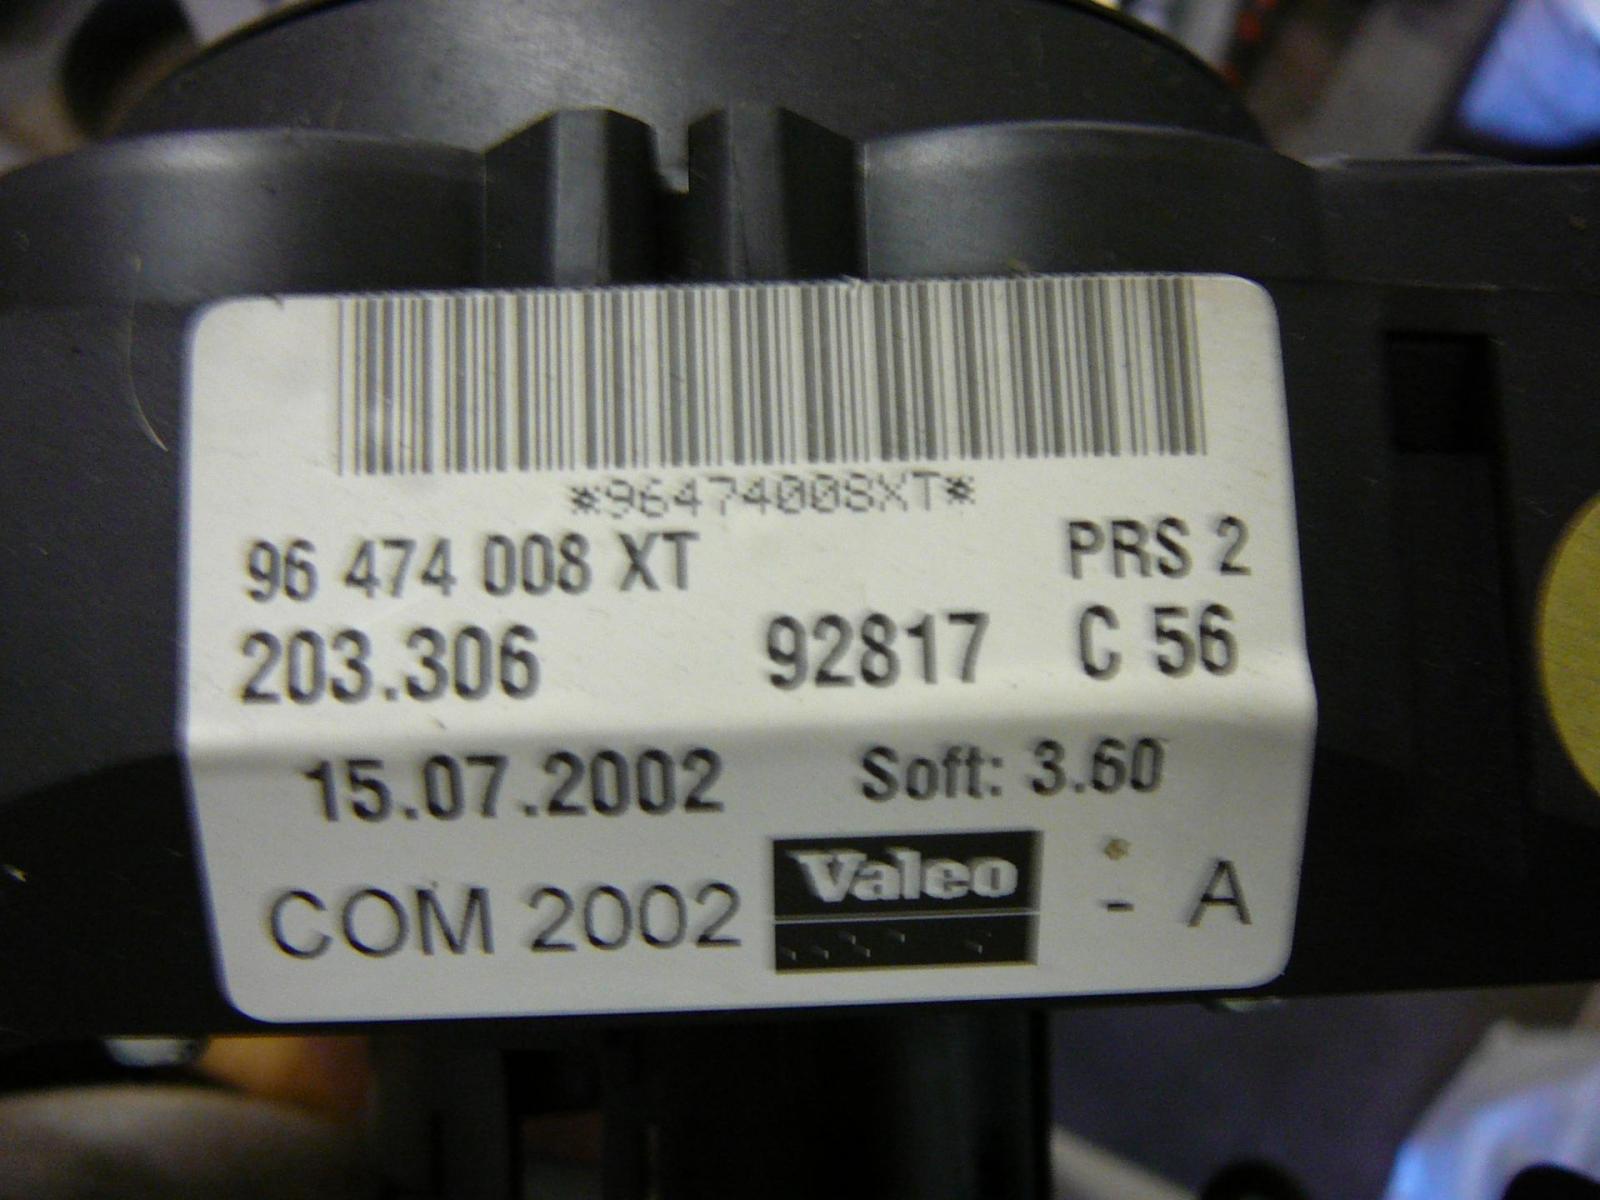 *96474008XT*
96 474 008 XT PRS 2
203.306 92817 C 56
15.07.2002 Soft: 3.60
COM 2002 Valeo - A